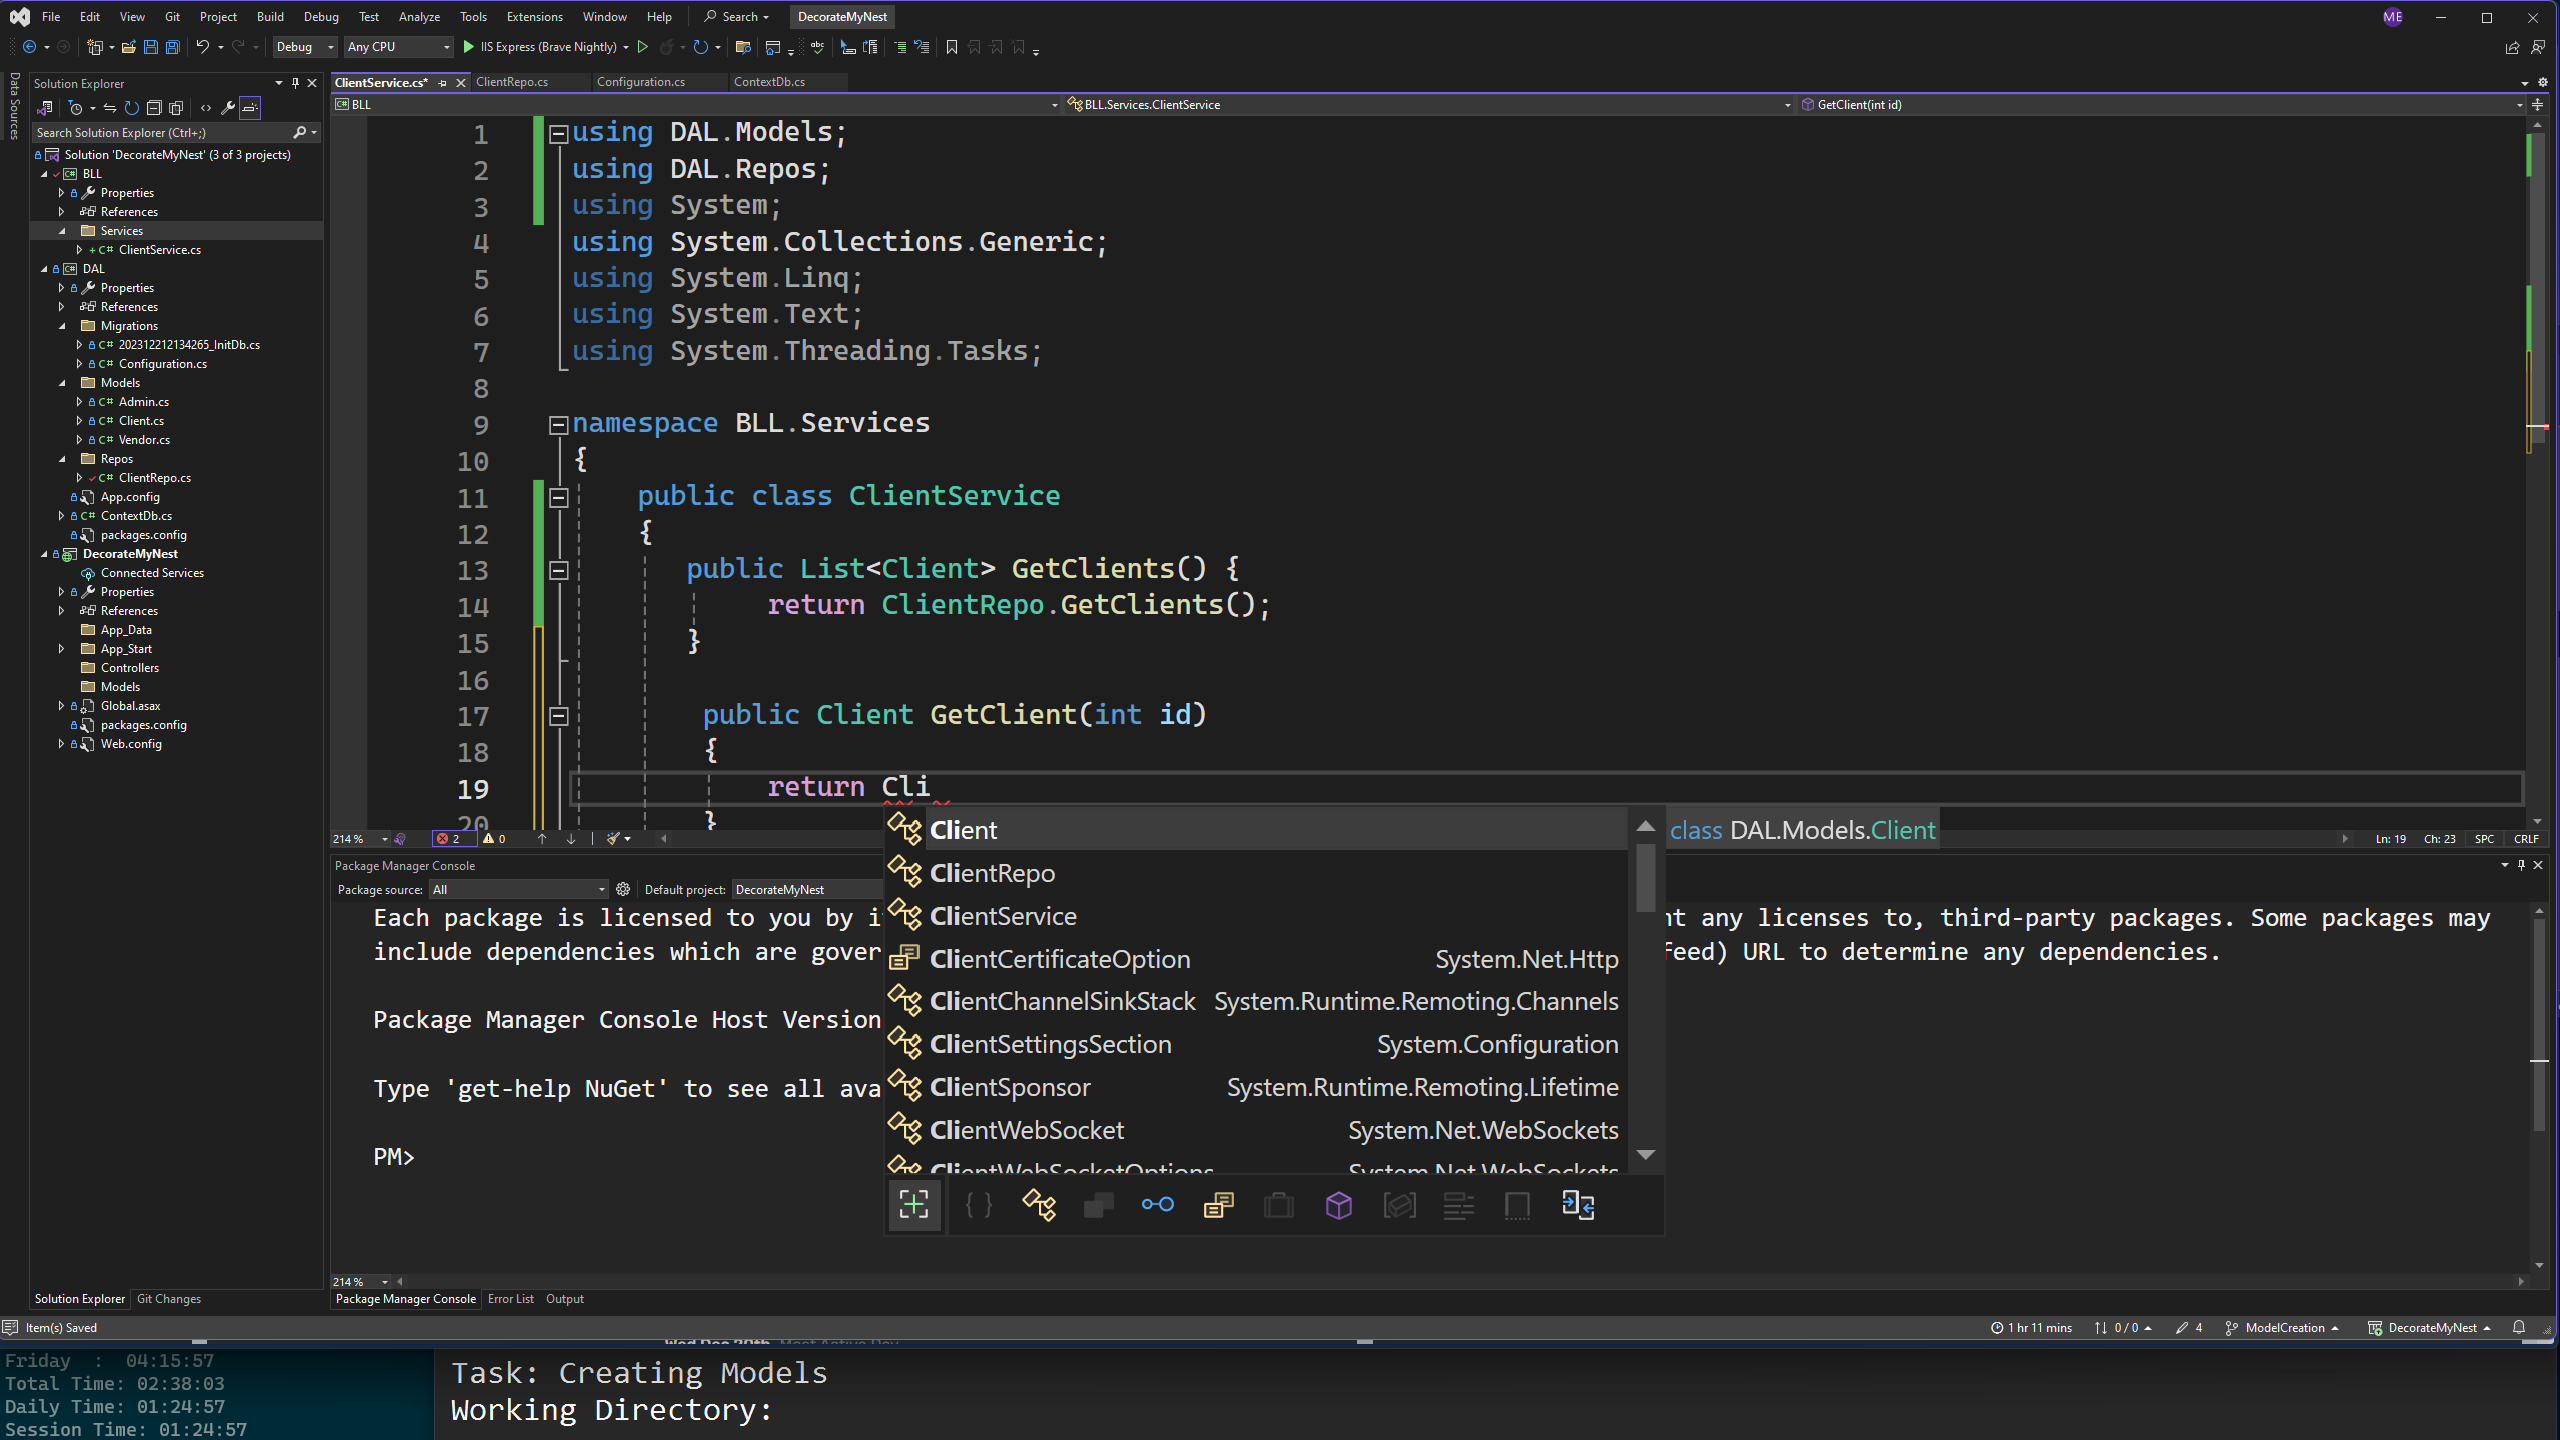 File Edit View Git Project Build Debug Test Analyze Tools Extensions Window Help Search DecorateMyNest ME
Debug Any CPU IIS Express (Brave Nightly)
Data Sources
Solution Explorer
Search Solution Explorer (Ctrl+;)
Solution 'DecorateMyNest' (3 of 3 projects)
BLL
Properties
References
Services
ClientService.cs
DAL
Properties
References
Migrations
202312212134265_InitDb.cs
Configuration.cs
Models
Admin.cs
Client.cs
Vendor.cs
Repos
ClientRepo.cs
App.config
ContextDb.cs
packages.config
DecorateMyNest
Connected Services
Properties
References
App_Data
App_Start
Controllers
Models
Global.asax
packages.config
Web.config
Solution Explorer Git Changes
ClientService.cs* ClientRepo.cs Configuration.cs ContextDb.cs
BLL BLL.Services.ClientService GetClient(int id)
1 using DAL.Models;
2 using DAL.Repos;
3 using System;
4 using System.Collections.Generic;
5 using System.Linq;
6 using System.Text;
7 using System.Threading.Tasks;
8
9 namespace BLL.Services
10 {
11 public class ClientService
12 {
13 public List<Client> GetClients() {
14 return ClientRepo.GetClients();
15 }
16
17 public Client GetClient(int id)
18 {
19 return Cli
20 }
Client class DAL.Models.Client
ClientRepo
ClientService
ClientCertificateOption System.Net.Http
ClientChannelSinkStack System.Runtime.Remoting.Channels
ClientSettingsSection System.Configuration
ClientSponsor System.Runtime.Remoting.Lifetime
ClientWebSocket System.Net.WebSockets
ClientWebSocketOptions System.Net.WebSockets
214 % 2 0 Ln: 19 Ch: 23 SPC CRLF
Package Manager Console
Package source: All Default project: DecorateMyNest
Each package is licensed to you by i nt any licenses to, third-party packages. Some packages may
include dependencies which are gover feed) URL to determine any dependencies.
Package Manager Console Host Version
Type 'get-help NuGet' to see all ava
PM>
214 %
Package Manager Console Error List Output
Item(s) Saved 1 hr 11 mins 0 / 0 4 ModelCreation DecorateMyNest
Wed Dec 20th Most Active Day
Friday : 04:15:57
Total Time: 02:38:03
Daily Time: 01:24:57
Session Time: 01:24:57
Task: Creating Models
Working Directory: